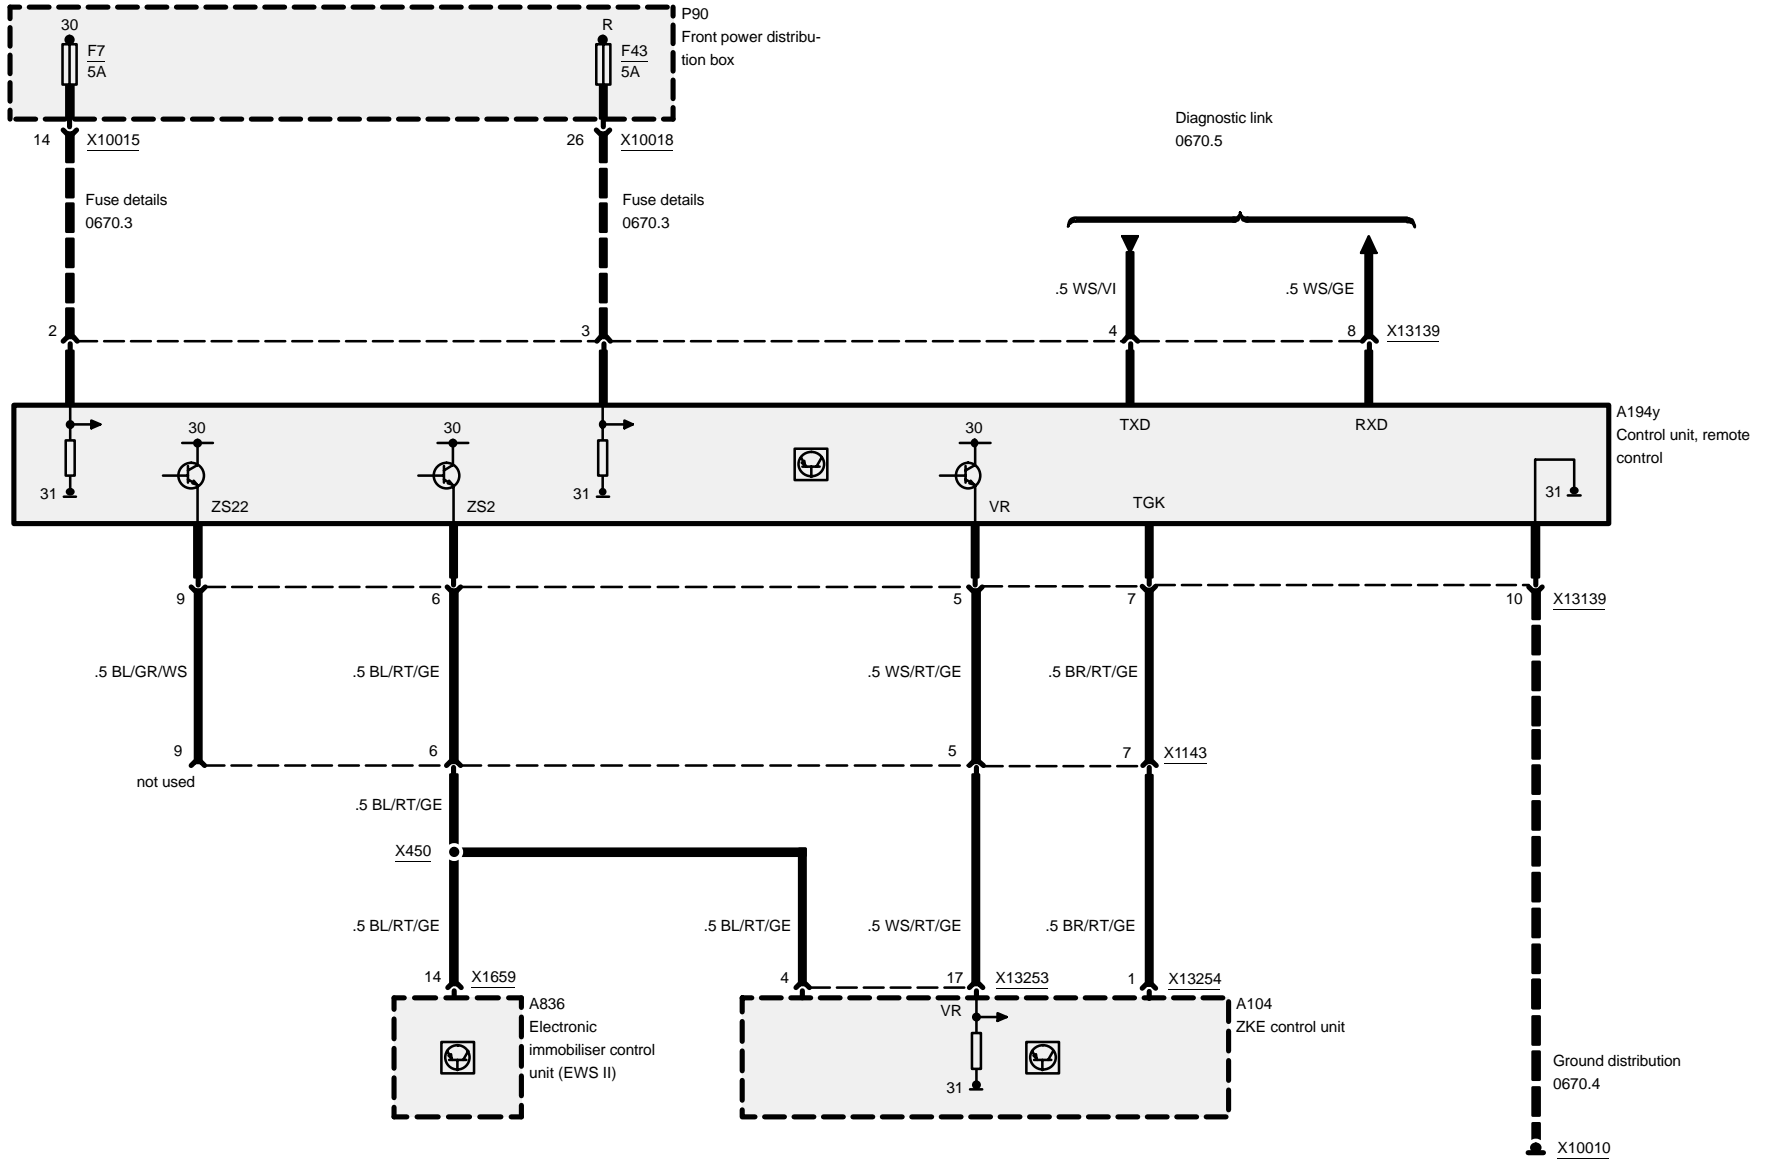 30
R
P90
Front power distribu-
tion box
F7
5A
F43
5A
14
X10015
26
X10018
Diagnostic link
0670.5
Fuse details
0670.3
Fuse details
0670.3
.5 WS/VI
.5 WS/GE
2
3
4
8
X13139
A194y
Control unit, remote
control
TXD
RXD
30
30
30
31
31
31
ZS22
ZS2
VR
TGK
9
6
5
7
10
X13139
.5 BL/GR/WS
.5 BL/RT/GE
.5 WS/RT/GE
.5 BR/RT/GE
9
6
5
7
X1143
not used
.5 BL/RT/GE
X450
.5 BL/RT/GE
.5 BL/RT/GE
.5 WS/RT/GE
.5 BR/RT/GE
14
X1659
4
17
X13253
1
X13254
A836
Electronic
immobiliser control
unit (EWS II)
VR
31
A104
ZKE control unit
Ground distribution
0670.4
X10010